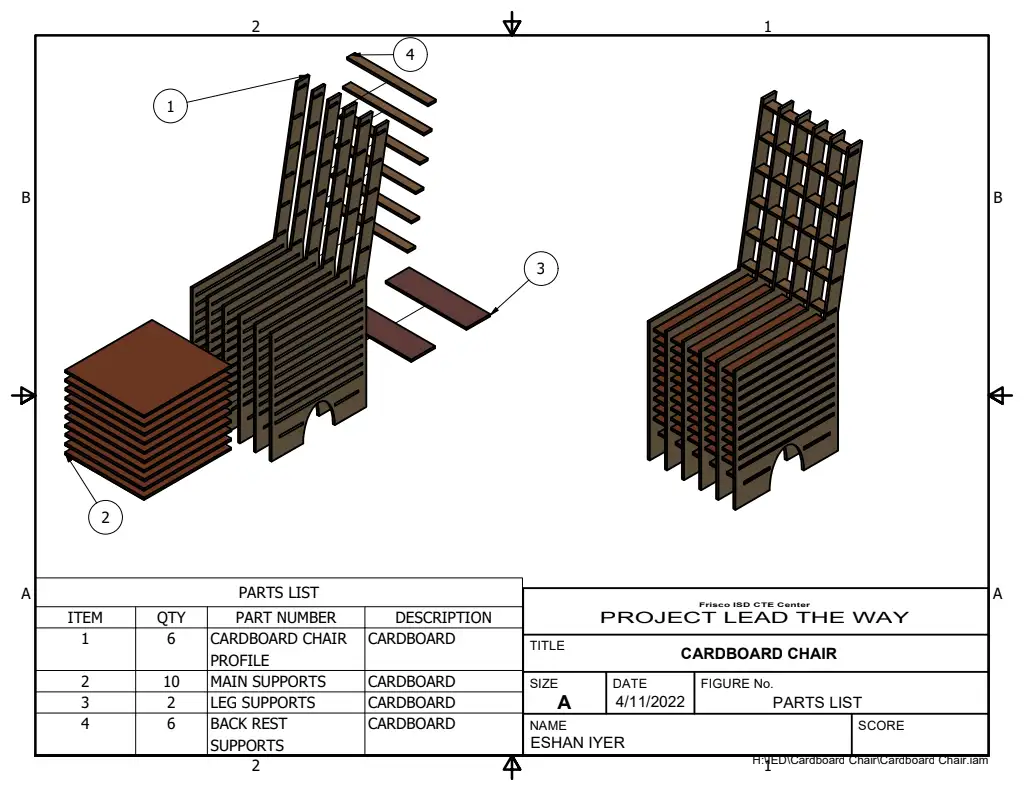 2 1
4
1
B B
3
2
A A
PARTS LIST
ITEM QTY PART NUMBER DESCRIPTION
1 6 CARDBOARD CHAIR PROFILE CARDBOARD
2 10 MAIN SUPPORTS CARDBOARD
3 2 LEG SUPPORTS CARDBOARD
4 6 BACK REST SUPPORTS CARDBOARD
Frisco ISD CTE Center
PROJECT LEAD THE WAY
TITLE
CARDBOARD CHAIR
SIZE DATE FIGURE No.
A 4/11/2022 PARTS LIST
NAME SCORE
ESHAN IYER
H:\IED\Cardboard Chair\Cardboard Chair.iam
2 1